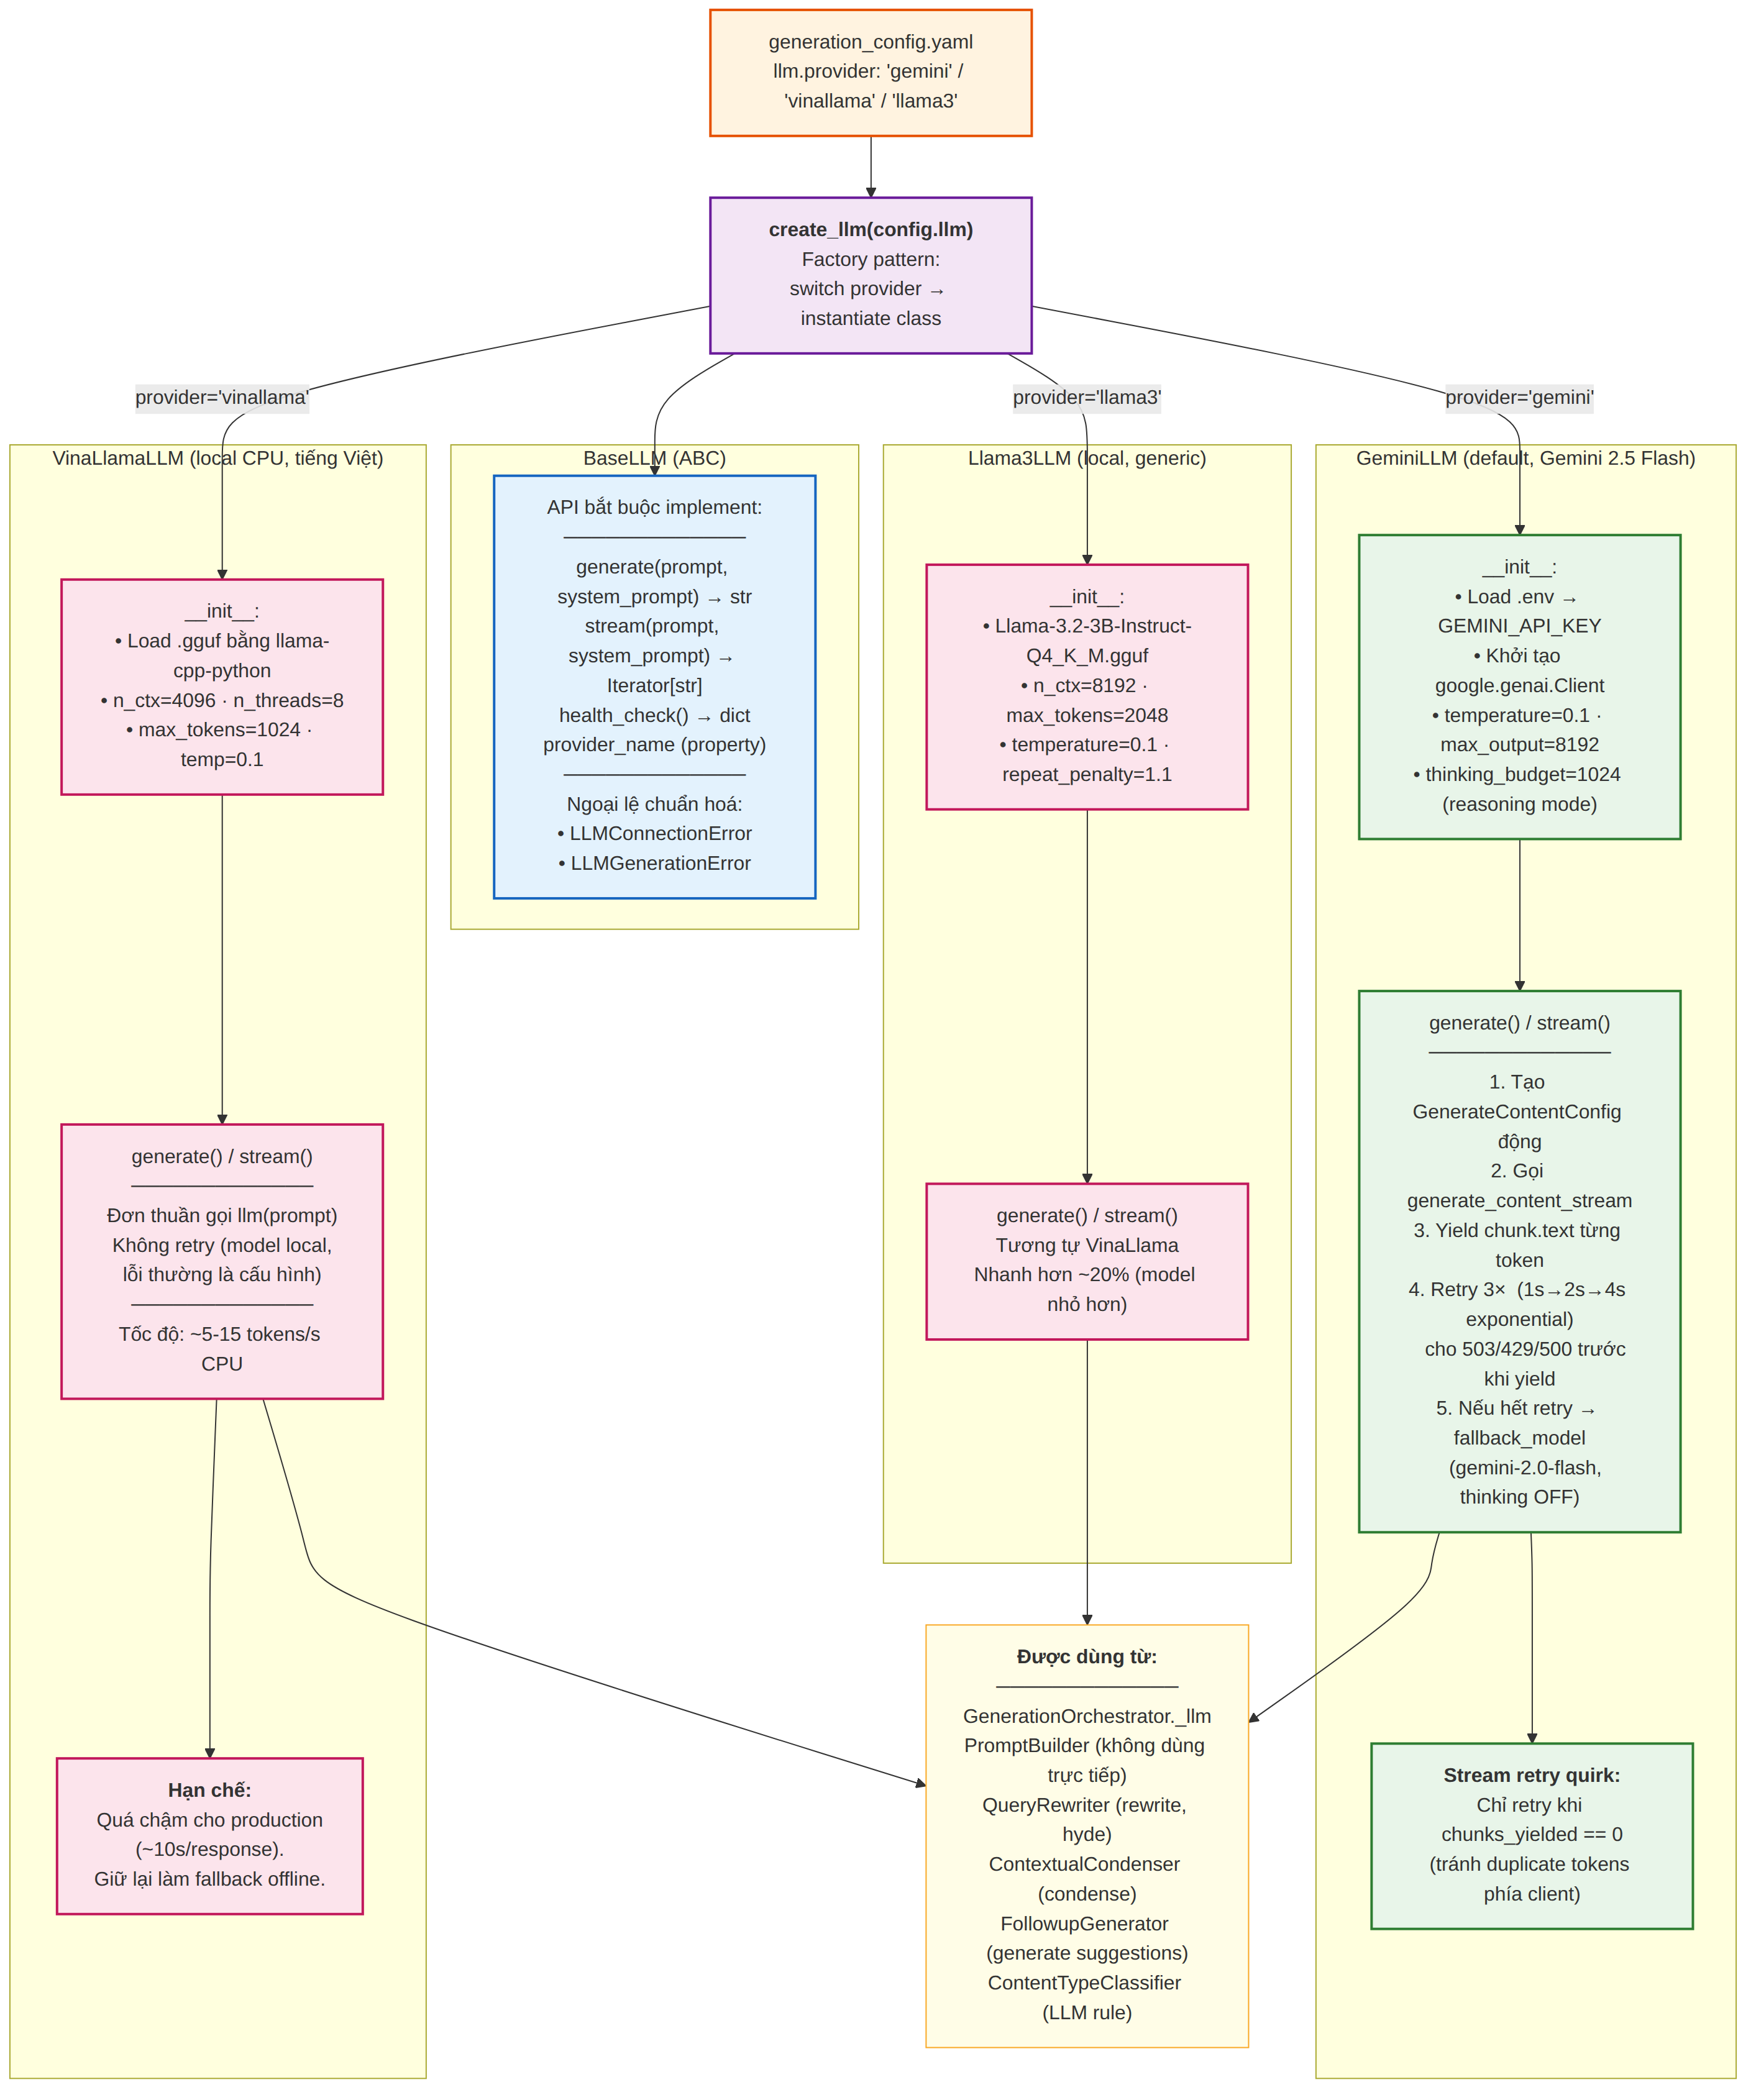 generation_config.yaml
llm.provider: 'gemini' /
'vinallama' / 'llama3'
create_llm(config.llm)
Factory pattern:
switch provider →
instantiate class
provider='vinallama'
provider='llama3'
provider='gemini'
VinaLlamaLLM (local CPU, tiếng Việt)
__init__:
• Load .gguf bằng llama-
cpp-python
• n_ctx=4096 · n_threads=8
• max_tokens=1024 ·
temp=0.1
generate() / stream()
─────────────
Đơn thuần gọi llm(prompt)
Không retry (model local,
lỗi thường là cấu hình)
─────────────
Tốc độ: ~5-15 tokens/s
CPU
Hạn chế:
Quá chậm cho production
(~10s/response).
Giữ lại làm fallback offline.
BaseLLM (ABC)
API bắt buộc implement:
─────────────
generate(prompt,
system_prompt) → str
stream(prompt,
system_prompt) →
Iterator[str]
health_check() → dict
provider_name (property)
─────────────
Ngoại lệ chuẩn hoá:
• LLMConnectionError
• LLMGenerationError
Llama3LLM (local, generic)
__init__:
• Llama-3.2-3B-Instruct-
Q4_K_M.gguf
• n_ctx=8192 ·
max_tokens=2048
• temperature=0.1 ·
repeat_penalty=1.1
generate() / stream()
Tương tự VinaLlama
Nhanh hơn ~20% (model
nhỏ hơn)
GeminiLLM (default, Gemini 2.5 Flash)
__init__:
• Load .env →
GEMINI_API_KEY
• Khởi tạo
google.genai.Client
• temperature=0.1 ·
max_output=8192
• thinking_budget=1024
(reasoning mode)
generate() / stream()
─────────────
1. Tạo
GenerateContentConfig
động
2. Gọi
generate_content_stream
3. Yield chunk.text từng
token
4. Retry 3× (1s→2s→4s
exponential)
cho 503/429/500 trước
khi yield
5. Nếu hết retry →
fallback_model
(gemini-2.0-flash,
thinking OFF)
Stream retry quirk:
Chỉ retry khi
chunks_yielded == 0
(tránh duplicate tokens
phía client)
Được dùng từ:
─────────────
GenerationOrchestrator._llm
PromptBuilder (không dùng
trực tiếp)
QueryRewriter (rewrite,
hyde)
ContextualCondenser
(condense)
FollowupGenerator
(generate suggestions)
ContentTypeClassifier
(LLM rule)